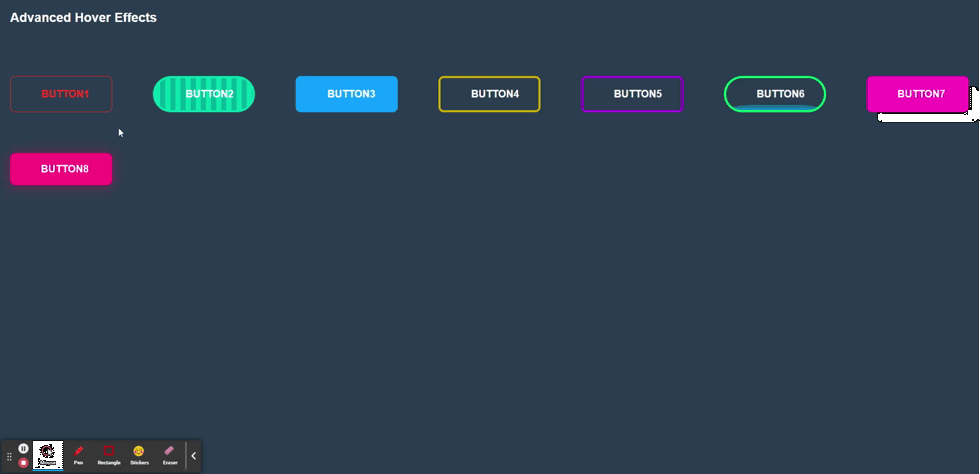 Advanced Hover Effects
BUTTON1
BUTTON2
BUTTON3
BUTTON4
BUTTON5
BUTTON6
BUTTON7
BUTTON8
Pen
Rectangle
Stickers
Eraser